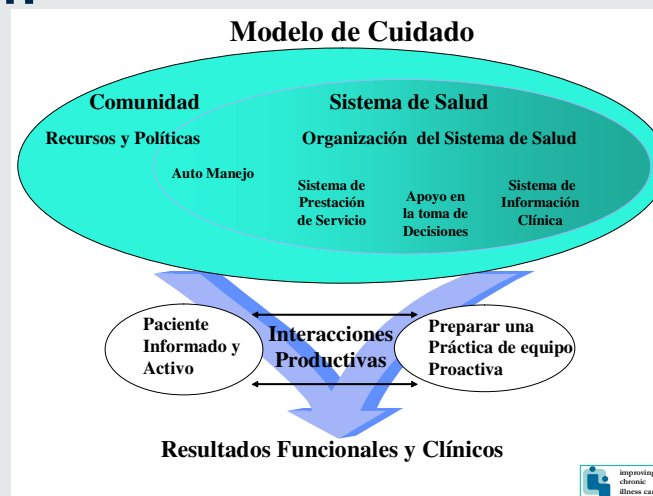 Modelo de Cuidado
Comunidad
Sistema de Salud
Recursos y Políticas
Organización del Sistema de Salud
Auto Manejo
Sistema de
Prestación
de Servicio
Apoyo en
la toma de
Decisiones
Sistema de
Información
Clínica
Paciente
Informado y
Activo
Interacciones
Productivas
Preparar una
Práctica de equipo
Proactiva
Resultados Funcionales y Clínicos
improving
chronic
illness car